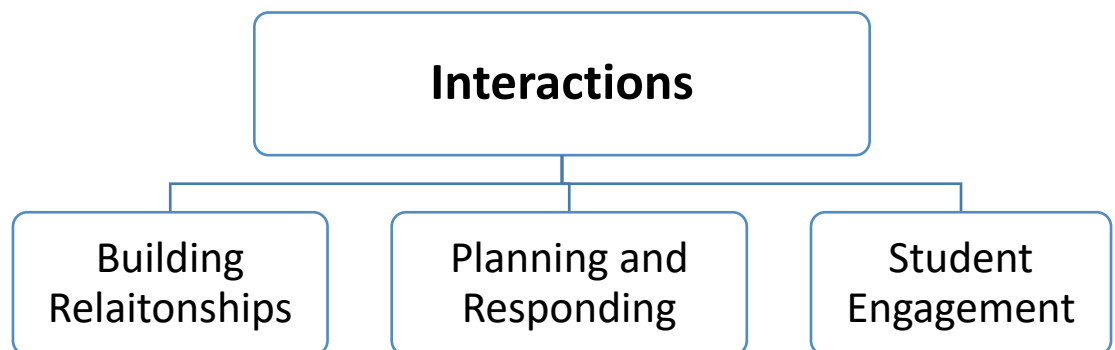 Interactions
Building
Relaitonships
Planning and
Responding
Student
Engagement